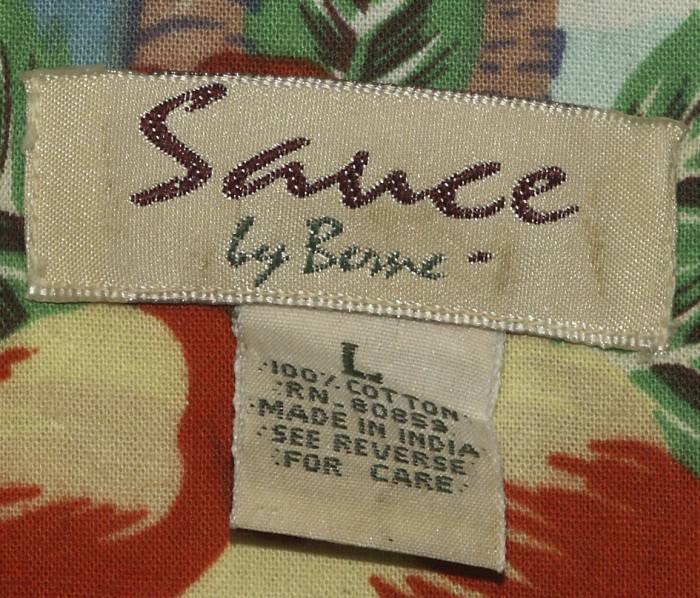 Sauce
by Berne
L
100% COTTON
RN-80859
MADE IN INDIA
SEE REVERSE
FOR CARE